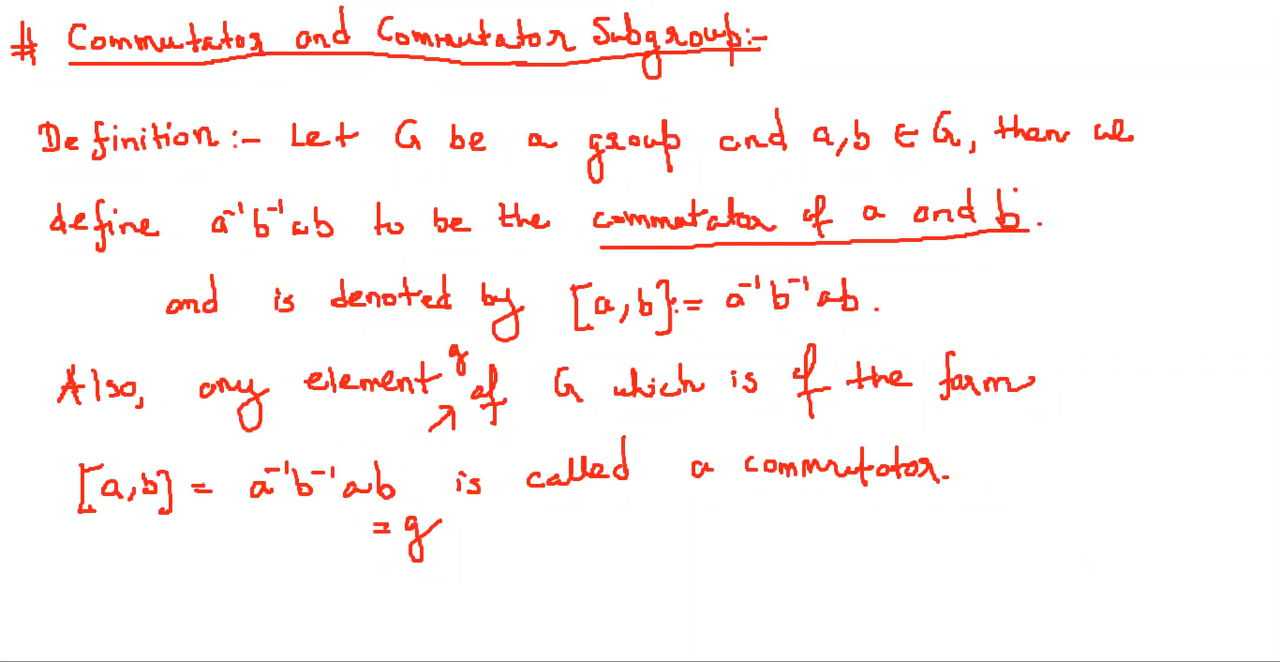 # Commutator and Commutator Subgroup:-
Definition:- Let G be a group and a,b ∈ G, then we
define a⁻¹b⁻¹ab to be the commutator of a and b.
and is denoted by [a,b]:= a⁻¹b⁻¹ab.
Also, any element g of G which is of the form
[a,b] = a⁻¹b⁻¹ab is called a commutator.
= g